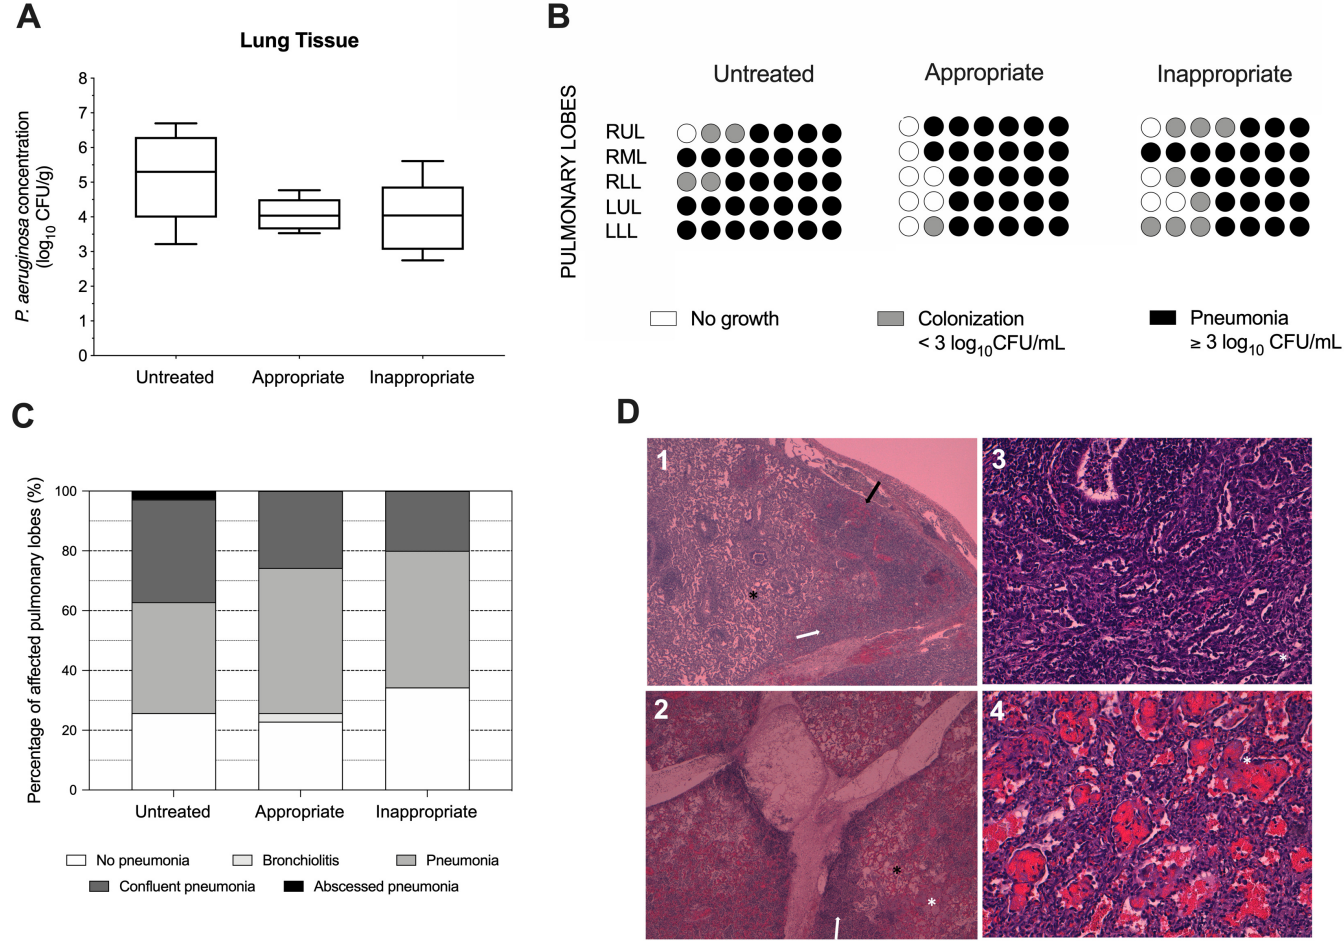 A
Lung Tissue
P. aeruginosa concentration
(log10 CFU/g)
8
7
6
5
4
3
2
1
0
Untreated Appropriate Inappropriate
B
PULMONARY LOBES
Untreated Appropriate Inappropriate
RUL
RML
RLL
LUL
LLL
No growth
Colonization
< 3 log10CFU/mL
Pneumonia
≥ 3 log10 CFU/mL
C
Percentage of affected pulmonary lobes (%)
100
80
60
40
20
0
Untreated Appropriate Inappropriate
No pneumonia Bronchiolitis Pneumonia
Confluent pneumonia Abscessed pneumonia
D
1
*
3
*
2
*
*
4
*